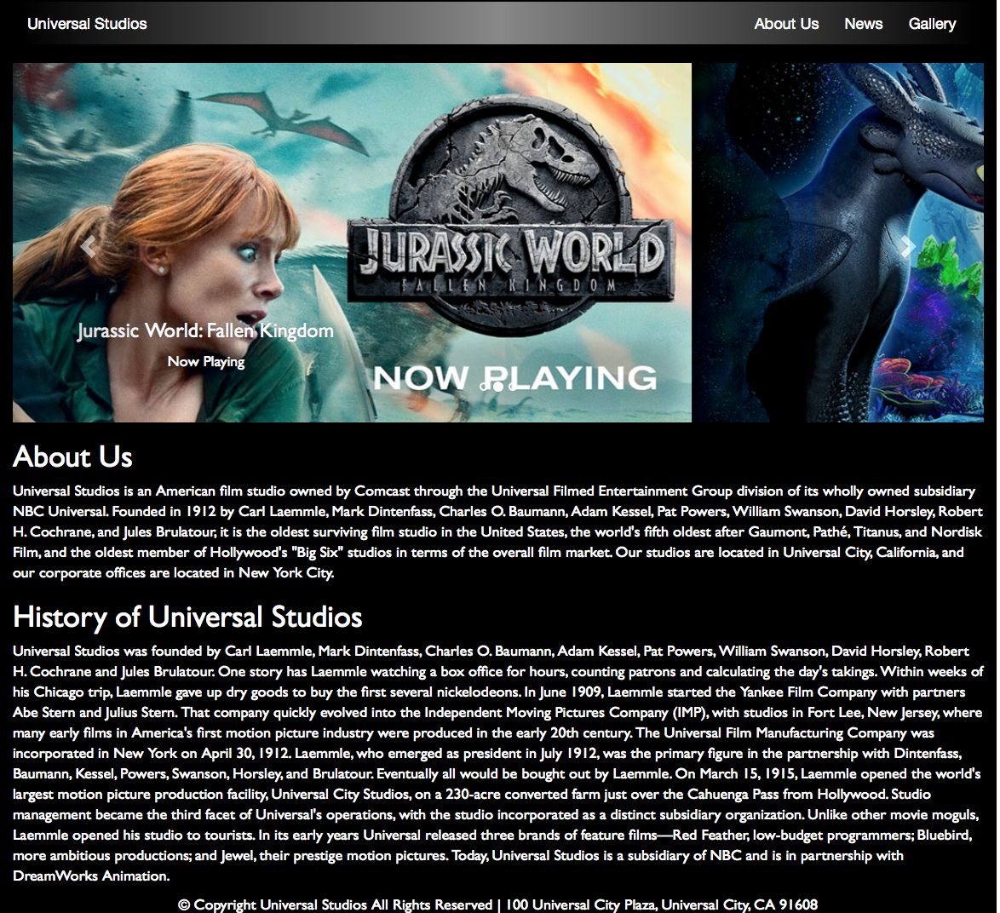 Universal Studios
About Us News Gallery
JURASSIC WORLD
FALLEN KINGDOM
Jurassic World: Fallen Kingdom
Now Playing
NOW PLAYING
About Us
Universal Studios is an American film studio owned by Comcast through the Universal Filmed Entertainment Group division of its wholly owned subsidiary
NBC Universal. Founded in 1912 by Carl Laemmle, Mark Dintenfass, Charles O. Baumann, Adam Kessel, Pat Powers, William Swanson, David Horsley, Robert
H. Cochrane, and Jules Brulatour, it is the oldest surviving film studio in the United States, the world's fifth oldest after Gaumont, Pathé, Titanus, and Nordisk
Film, and the oldest member of Hollywood's "Big Six" studios in terms of the overall film market. Our studios are located in Universal City, California, and
our corporate offices are located in New York City.
History of Universal Studios
Universal Studios was founded by Carl Laemmle, Mark Dintenfass, Charles O. Baumann, Adam Kessel, Pat Powers, William Swanson, David Horsley, Robert
H. Cochrane and Jules Brulatour. One story has Laemmle watching a box office for hours, counting patrons and calculating the day's takings. Within weeks of
his Chicago trip, Laemmle gave up dry goods to buy the first several nickelodeons. In June 1909, Laemmle started the Yankee Film Company with partners
Abe Stern and Julius Stern. That company quickly evolved into the Independent Moving Pictures Company (IMP), with studios in Fort Lee, New Jersey, where
many early films in America's first motion picture industry were produced in the early 20th century. The Universal Film Manufacturing Company was
incorporated in New York on April 30, 1912. Laemmle, who emerged as president in July 1912, was the primary figure in the partnership with Dintenfass,
Baumann, Kessel, Powers, Swanson, Horsley, and Brulatour. Eventually all would be bought out by Laemmle. On March 15, 1915, Laemmle opened the world's
largest motion picture production facility, Universal City Studios, on a 230-acre converted farm just over the Cahuenga Pass from Hollywood. Studio
management became the third facet of Universal's operations, with the studio incorporated as a distinct subsidiary organization. Unlike other movie moguls,
Laemmle opened his studio to tourists. In its early years Universal released three brands of feature films—Red Feather, low-budget programmers; Bluebird,
more ambitious productions; and Jewel, their prestige motion pictures. Today, Universal Studios is a subsidiary of NBC and is in partnership with
DreamWorks Animation.
© Copyright Universal Studios All Rights Reserved | 100 Universal City Plaza, Universal City, CA 91608